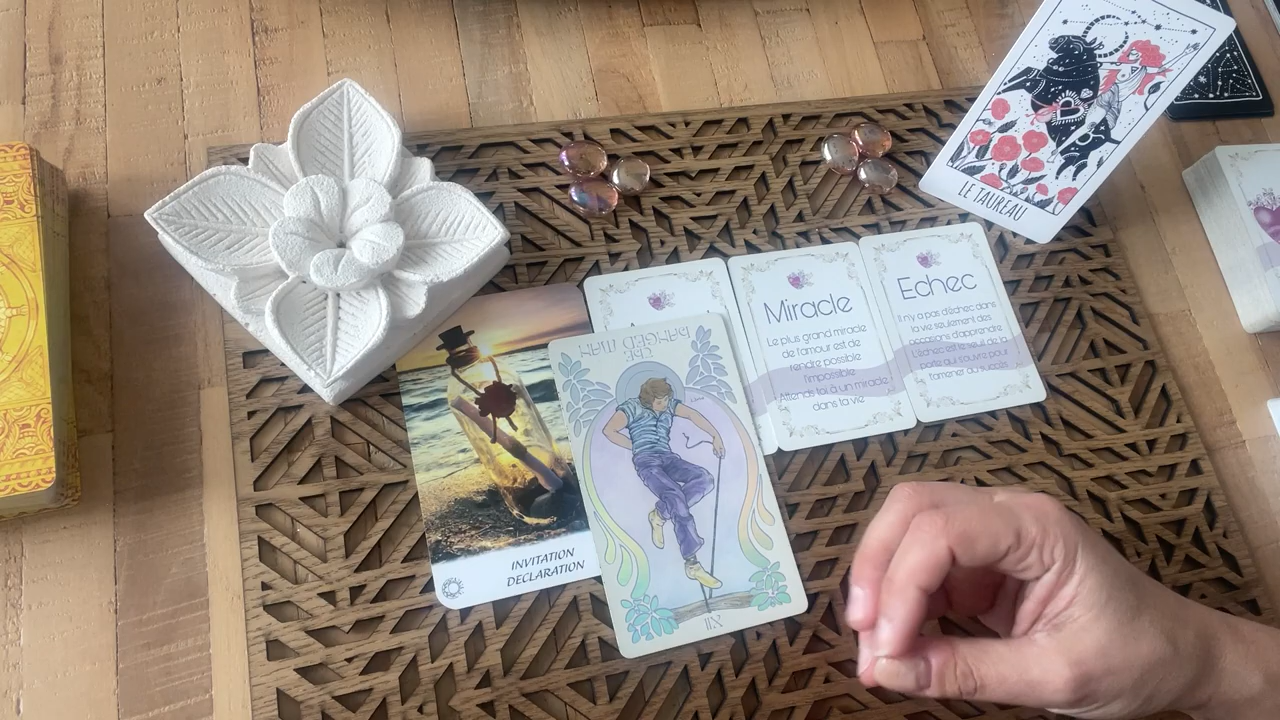 LE TAUREAU
Miracle
Le plus grand miracle
de l'amour est de
rendre possible
l'impossible
Attends toi à un miracle
dans ta vie
Echec
Il n'y a pas d'échec dans
la vie seulement des
occasions d'apprendre
L'échec est le seuil de la
porte qui s'ouvre pour
t'amener au succès
THE
HANGED MAN
XII
INVITATION
DECLARATION